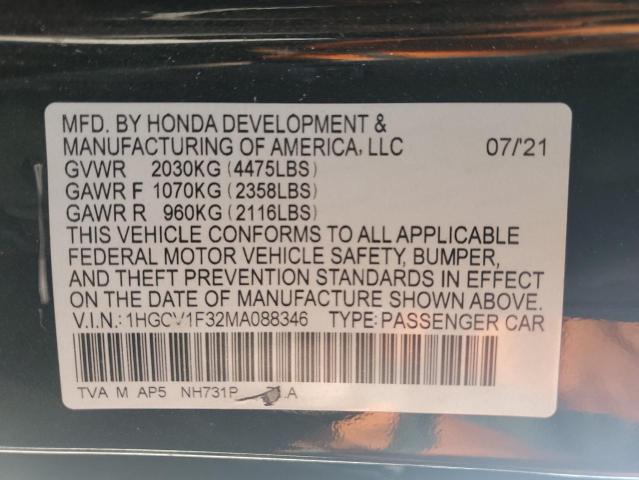 MFD. BY HONDA DEVELOPMENT &
MANUFACTURING OF AMERICA, LLC 07/'21
GVWR 2030KG (4475LBS)
GAWR F 1070KG (2358LBS)
GAWR R 960KG (2116LBS)
THIS VEHICLE CONFORMS TO ALL APPLICABLE
FEDERAL MOTOR VEHICLE SAFETY, BUMPER,
AND THEFT PREVENTION STANDARDS IN EFFECT
ON THE DATE OF MANUFACTURE SHOWN ABOVE.
V.I.N.: 1HGCV1F32MA088346 TYPE: PASSENGER CAR
TVA M AP5 NH731P A